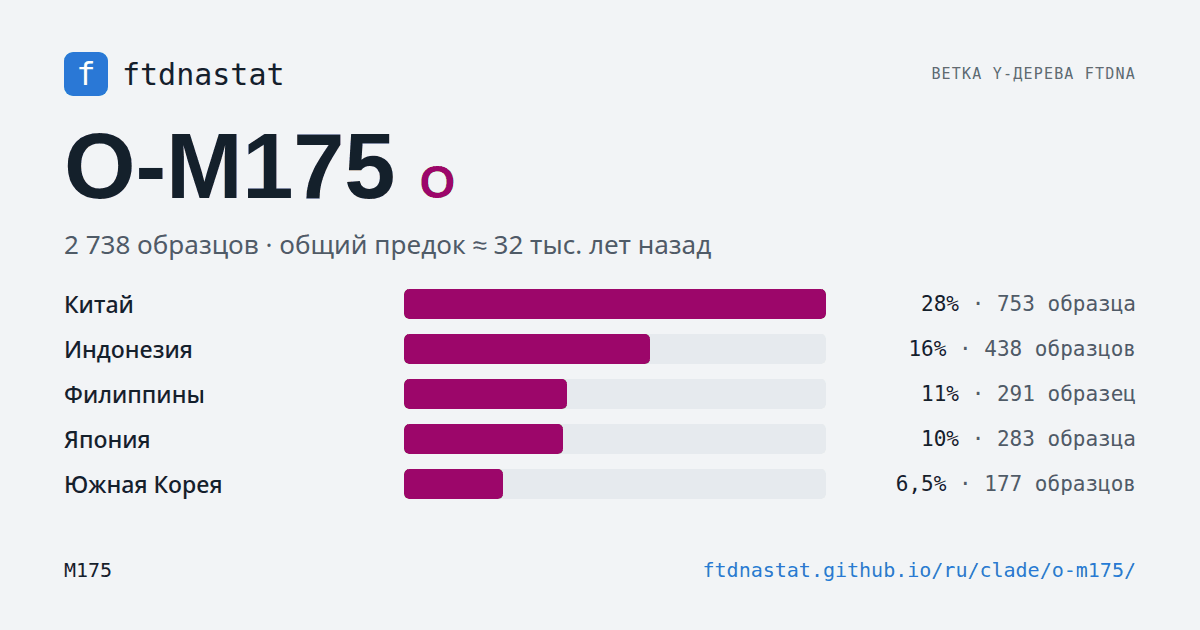 f ftdnastat
ВЕТКА Y-ДЕРЕВА FTDNA
O-M175 O
2 738 образцов · общий предок ≈ 32 тыс. лет назад
Китай 28% · 753 образца
Индонезия 16% · 438 образцов
Филиппины 11% · 291 образец
Япония 10% · 283 образца
Южная Корея 6,5% · 177 образцов
M175 ftdnastat.github.io/ru/clade/o-m175/